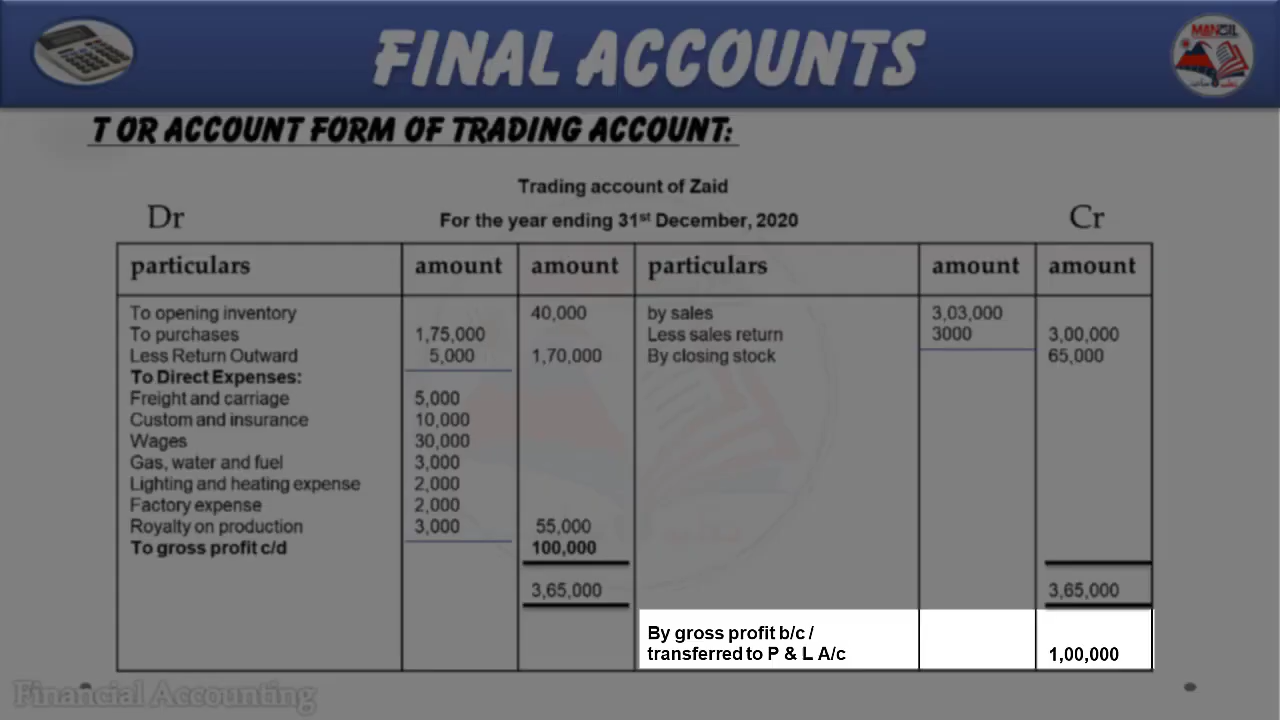 FINAL ACCOUNTS
T OR ACCOUNT FORM OF TRADING ACCOUNT:
Trading account of Zaid
Dr For the year ending 31st December, 2020 Cr
particulars amount amount particulars amount amount
To opening inventory 40,000 by sales 3,03,000
To purchases 1,75,000 Less sales return 3000 3,00,000
Less Return Outward 5,000 1,70,000 By closing stock 65,000
To Direct Expenses:
Freight and carriage 5,000
Custom and insurance 10,000
Wages 30,000
Gas, water and fuel 3,000
Lighting and heating expense 2,000
Factory expense 2,000
Royalty on production 3,000 55,000
To gross profit c/d 100,000
3,65,000 3,65,000
By gross profit b/c /
transferred to P & L A/c 1,00,000
Financial Accounting